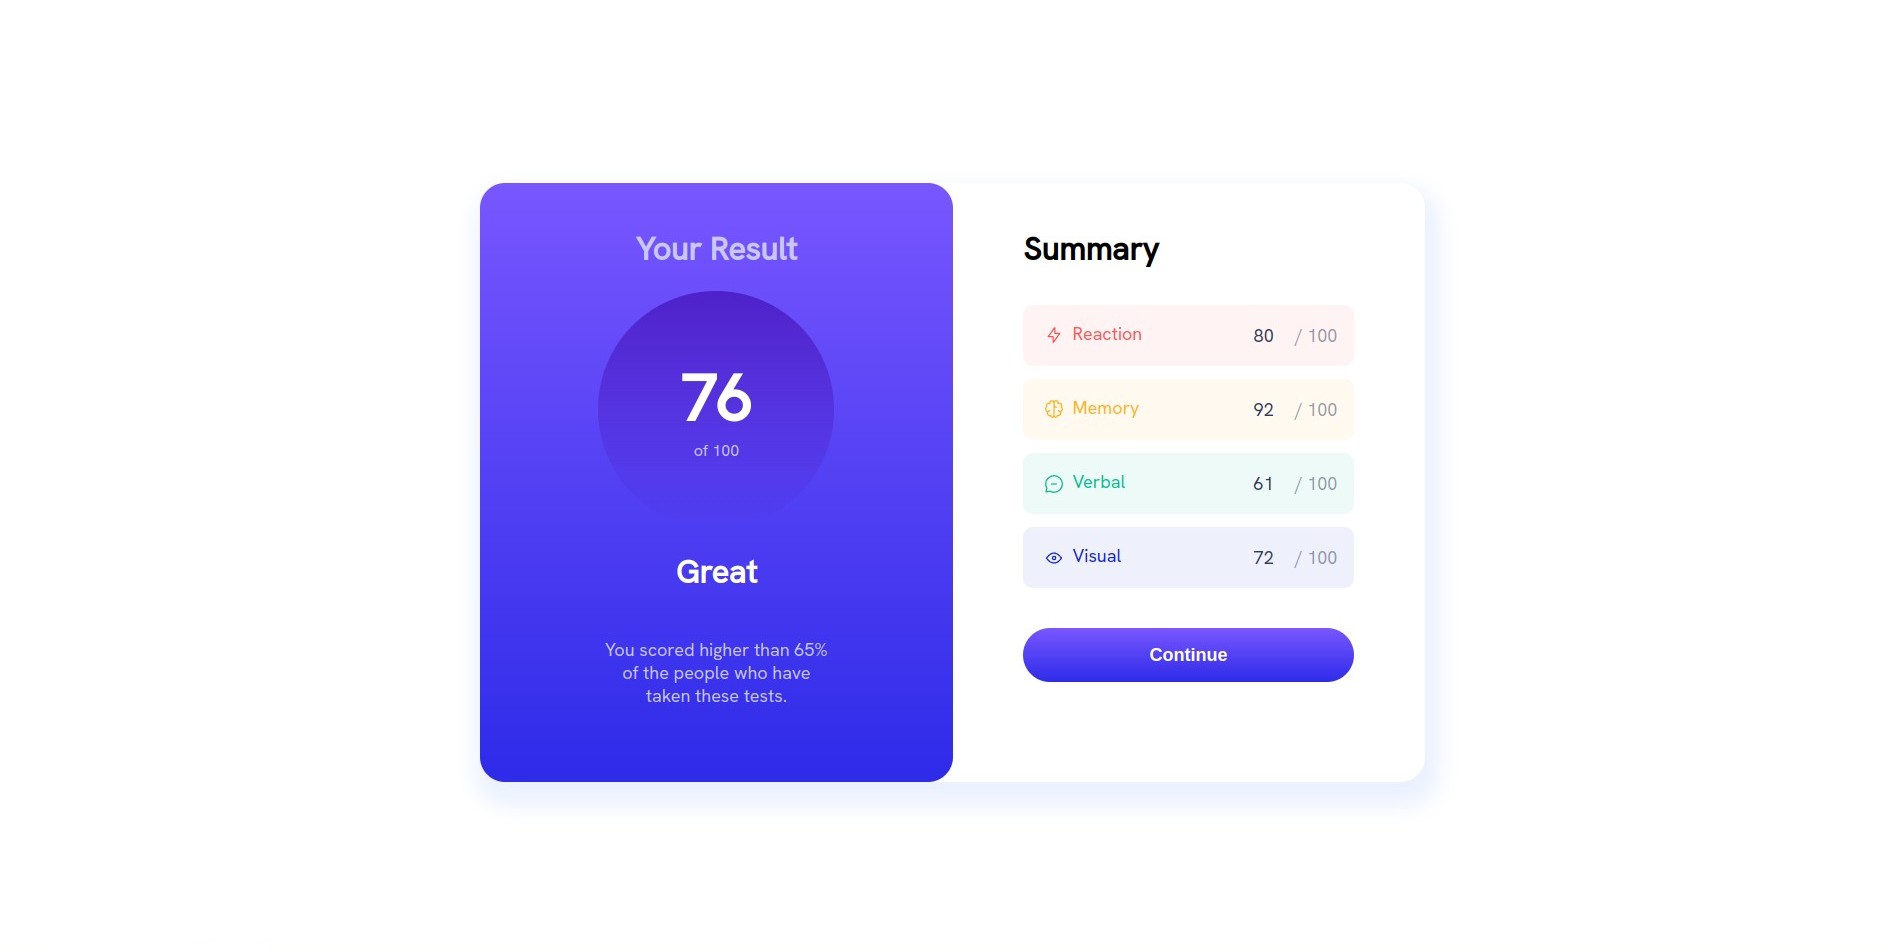 Your Result
76
of 100
Great
You scored higher than 65%
of the people who have
taken these tests.
Summary
Reaction 80 / 100
Memory 92 / 100
Verbal 61 / 100
Visual 72 / 100
Continue